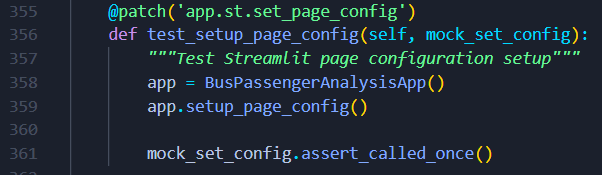 355 @patch('app.st.set_page_config')
356 def test_setup_page_config(self, mock_set_config):
357 """Test Streamlit page configuration setup"""
358 app = BusPassengerAnalysisApp()
359 app.setup_page_config()
360
361 mock_set_config.assert_called_once()